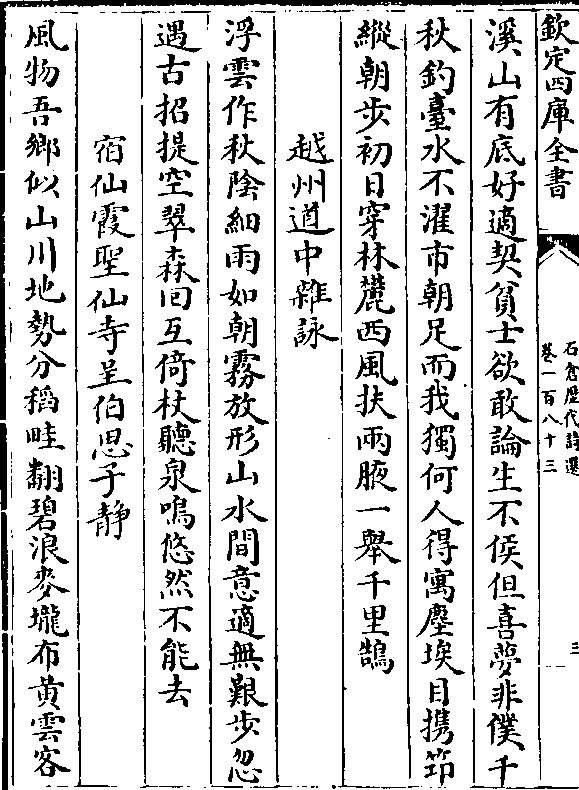 欽定四庫全書
石倉歷代詩選
卷一百八十三
三
溪山有底好適契貧士欲敢論生不侯但喜夢非僕千
秋釣臺水不濯市朝足而我獨何人得寓塵埃目攜笻
縱朝步初日穿林麓西風扶兩腋一舉千里鵠
越州道中雜詠
浮雲作秋陰細雨如朝霧放形山水間意適無艱步忽
遇古招提空翠森回互倚杖聽泉鳴悠然不能去
宿仙霞聖仙寺呈伯思子靜
風物吾鄉似山川地勢分稻畦翻碧浪麥壠布黄雲客